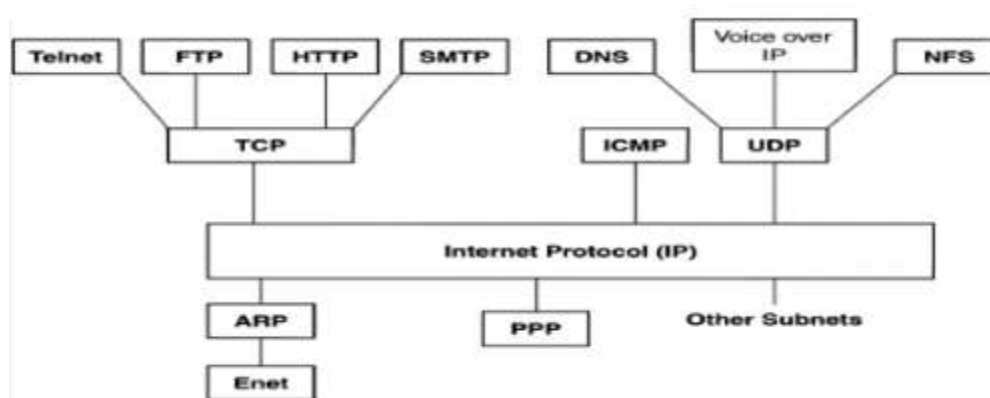 Telnet
FTP
HTTP
SMTP
DNS
Voice over
IP
NFS
TCP
ICMP
UDP
Internet Protocol (IP)
ARP
PPP
Other Subnets
Enet